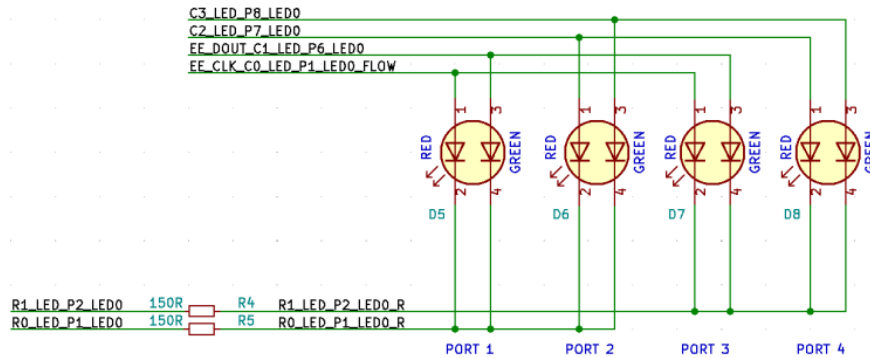 C3_LED_P8_LED0
C2_LED_P7_LED0
EE_DOUT_C1_LED_P6_LED0
EE_CLK_C0_LED_P1_LED0_FLOW
1 3 1 3 1 3 1 3
RED GREEN RED GREEN RED GREEN RED GREEN
2 4 2 4 2 4 2 4
D5 D6 D7 D8
R1_LED_P2_LED0 150R R4 R1_LED_P2_LED0_R
R0_LED_P1_LED0 150R R5 R0_LED_P1_LED0_R
PORT 1 PORT 2 PORT 3 PORT 4